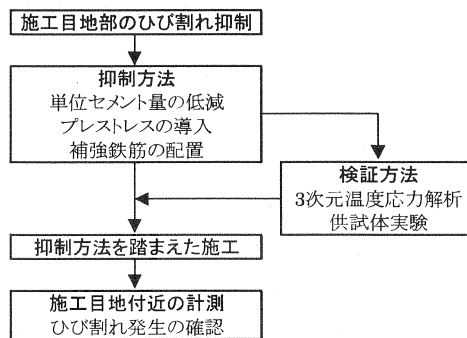 施工目地部のひび割れ抑制
抑制方法
単位セメント量の低減
プレストレスの導入
補強鉄筋の配置
検証方法
3次元温度応力解析
供試体実験
抑制方法を踏まえた施工
施工目地付近の計測
ひび割れ発生の確認